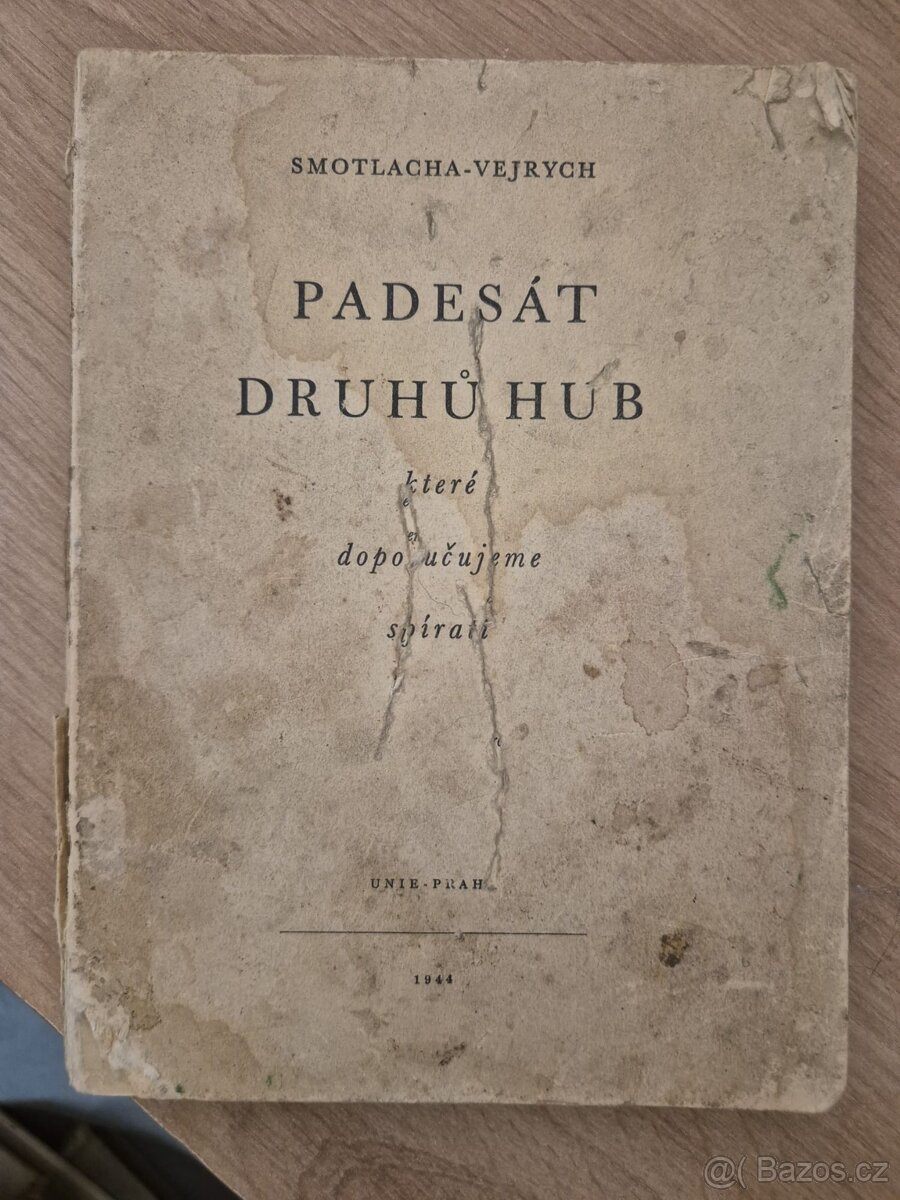 SMOTLACHA-VEJRYCH
PADESÁT
DRUHŮ HUB
které
doporučujeme
sbírati
UNIE-PRAHA
1944
@( Bazos.cz